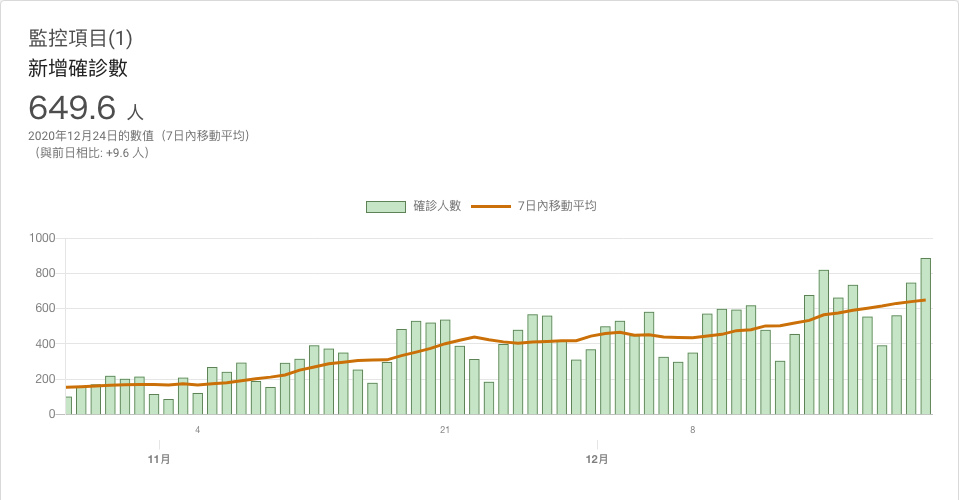 監控項目(1)
新增確診數
649.6 人
2020年12月24日的數值（7日內移動平均）
（與前日相比: +9.6 人）
確診人數 7日內移動平均
1000
800
600
400
200
0
4 21 8
11月 12月